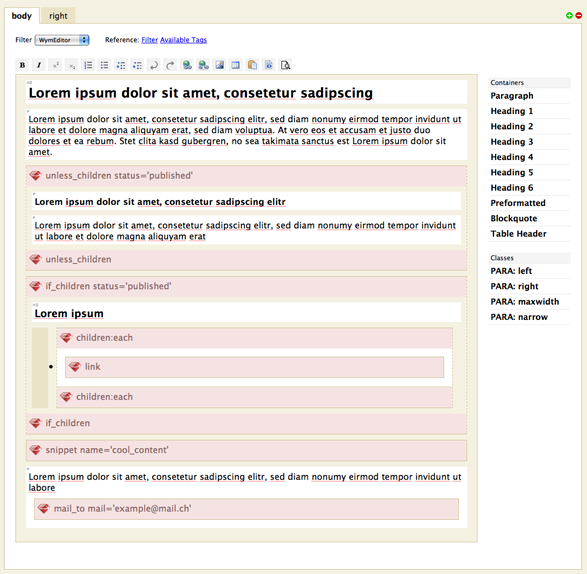 body right
Filter WymEditor Reference: Filter Available Tags
B I x² x₂
Lorem ipsum dolor sit amet, consetetur sadipscing
Lorem ipsum dolor sit amet, consetetur sadipscing elitr, sed diam nonumy eirmod tempor invidunt ut
labore et dolore magna aliquyam erat, sed diam voluptua. At vero eos et accusam et justo duo
dolores et ea rebum. Stet clita kasd gubergren, no sea takimata sanctus est Lorem ipsum dolor sit
amet.
unless_children status='published'
Lorem ipsum dolor sit amet, consetetur sadipscing elitr
Lorem ipsum dolor sit amet, consetetur sadipscing elitr, sed diam nonumy eirmod tempor invidunt
ut labore et dolore magna aliquyam erat
unless_children
if_children status='published'
Lorem ipsum
children:each
link
children:each
if_children
snippet name='cool_content'
Lorem ipsum dolor sit amet, consetetur sadipscing elitr, sed diam nonumy eirmod tempor invidunt ut
labore
mail_to mail='example@mail.ch'
Containers
Paragraph
Heading 1
Heading 2
Heading 3
Heading 4
Heading 5
Heading 6
Preformatted
Blockquote
Table Header
Classes
PARA: left
PARA: right
PARA: maxwidth
PARA: narrow